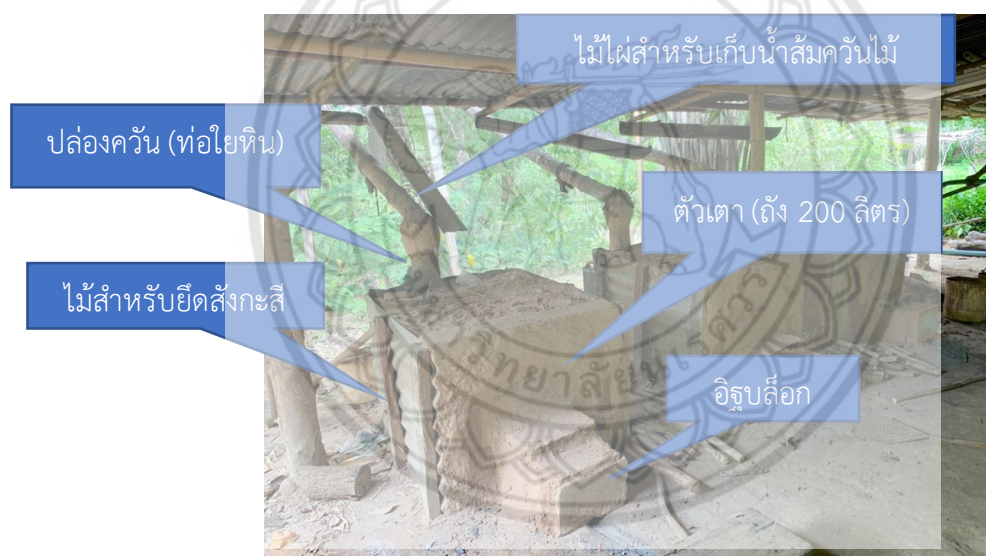 ไม้ไผ่สำหรับเก็บน้ำส้มควันไม้
ปล่องควัน (ท่อใยหิน)
ตัวเตา (ถัง 200 ลิตร)
ไม้สำหรับยึดสังกะสี
อิฐบล็อก